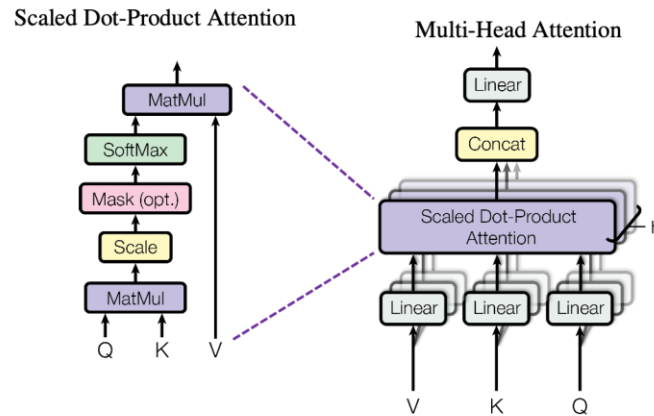 Scaled Dot-Product Attention
MatMul
SoftMax
Mask (opt.)
Scale
MatMul
Q K V
Multi-Head Attention
Linear
Concat
Scaled Dot-Product
Attention
Linear Linear Linear
V K Q